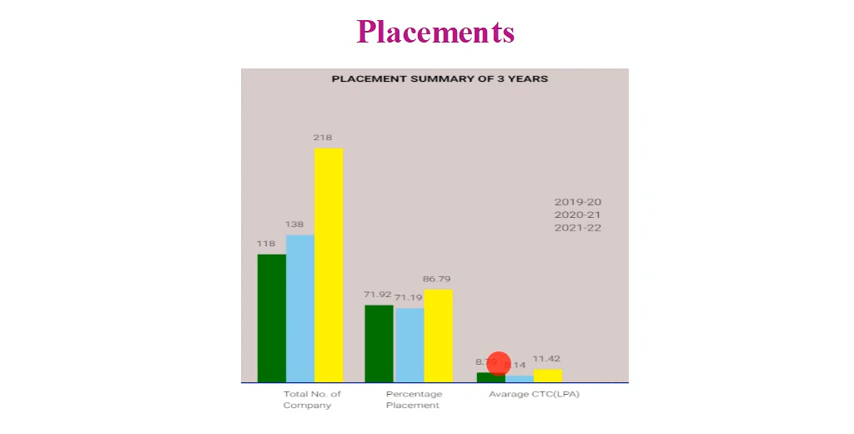 Placements
PLACEMENT SUMMARY OF 3 YEARS
218
138
118
86.79
71.92
71.19
11.42
2019-20
2020-21
2021-22
Total No. of
Company
Percentage
Placement
Avarage CTC(LPA)